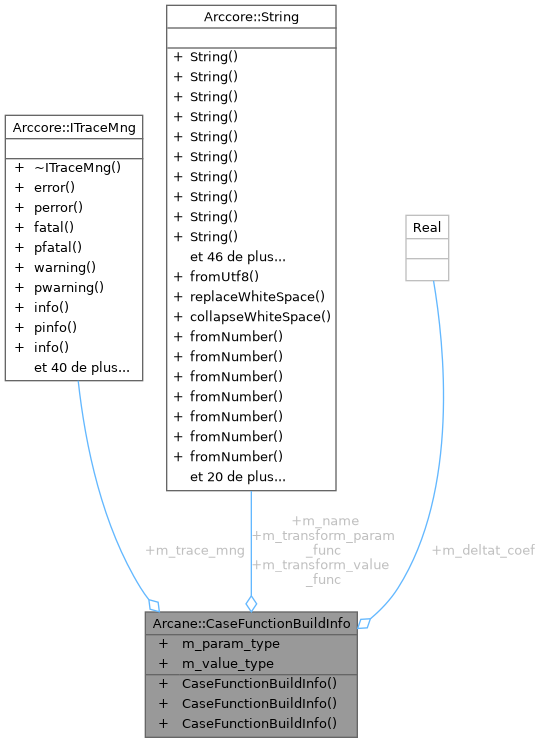 Arccore::String
+ String()
+ String()
+ String()
+ String()
+ String()
+ String()
+ String()
+ String()
+ String()
+ String()
et 46 de plus...
+ fromUtf8()
+ replaceWhiteSpace()
+ collapseWhiteSpace()
+ fromNumber()
+ fromNumber()
+ fromNumber()
+ fromNumber()
+ fromNumber()
+ fromNumber()
+ fromNumber()
et 20 de plus...
Arccore::ITraceMng
+ ~ITraceMng()
+ error()
+ perror()
+ fatal()
+ pfatal()
+ warning()
+ pwarning()
+ info()
+ pinfo()
+ info()
et 40 de plus...
Real
+m_trace_mng
+m_name
+m_transform_param
_func
+m_transform_value
_func
+m_deltat_coef
Arcane::CaseFunctionBuildInfo
+ m_param_type
+ m_value_type
+ CaseFunctionBuildInfo()
+ CaseFunctionBuildInfo()
+ CaseFunctionBuildInfo()